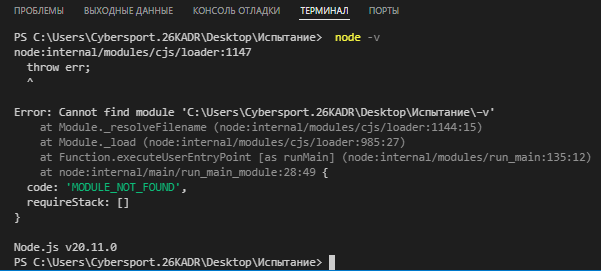 ПРОБЛЕМЫ ВЫХОДНЫЕ ДАННЫЕ КОНСОЛЬ ОТЛАДКИ ТЕРМИНАЛ ПОРТЫ
PS C:\Users\Cybersport.26KADR\Desktop\Испытание> node –v
node:internal/modules/cjs/loader:1147
  throw err;
  ^

Error: Cannot find module 'C:\Users\Cybersport.26KADR\Desktop\Испытание\–v'
    at Module._resolveFilename (node:internal/modules/cjs/loader:1144:15)
    at Module._load (node:internal/modules/cjs/loader:985:27)
    at Function.executeUserEntryPoint [as runMain] (node:internal/modules/run_main:135:12)
    at node:internal/main/run_main_module:28:49 {
  code: 'MODULE_NOT_FOUND',
  requireStack: []
}

Node.js v20.11.0
PS C:\Users\Cybersport.26KADR\Desktop\Испытание>